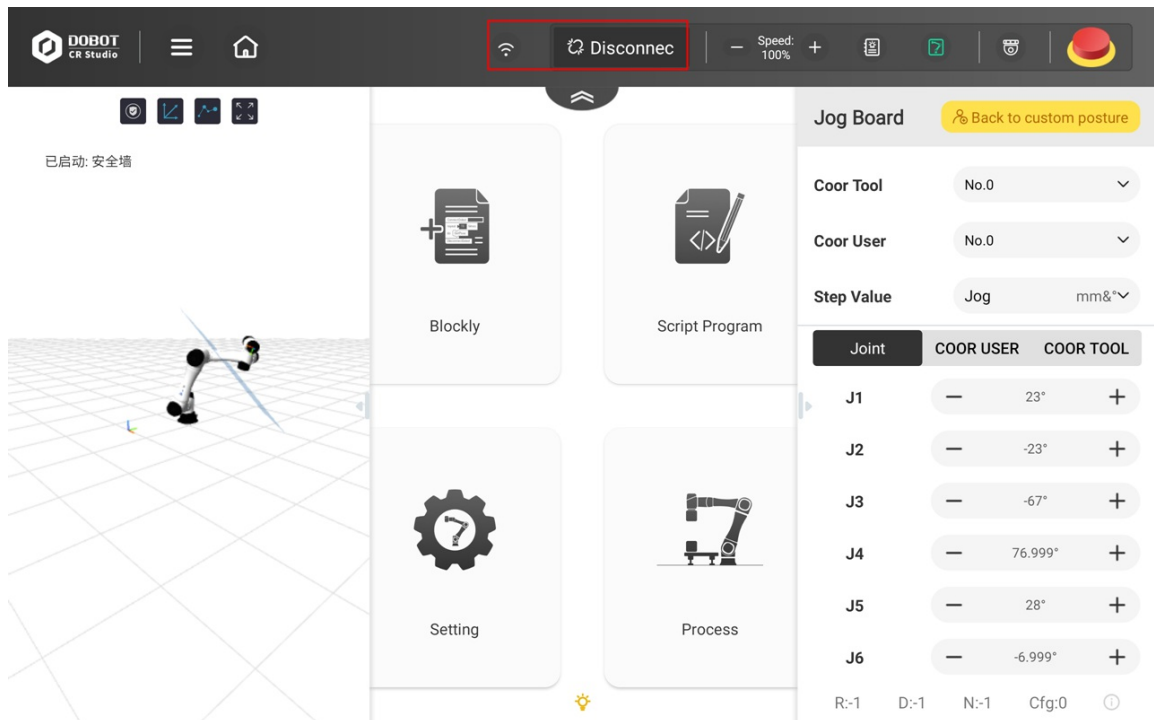 DOBOT
CR Studio
Disconnec
Speed:
100%
已启动: 安全墙
Blockly
Script Program
Setting
Process
Jog Board
Back to custom posture
Coor Tool No.0
Coor User No.0
Step Value Jog mm&°
Joint COOR USER COOR TOOL
J1 — 23° +
J2 — -23° +
J3 — -67° +
J4 — 76.999° +
J5 — 28° +
J6 — -6.999° +
R:-1 D:-1 N:-1 Cfg:0